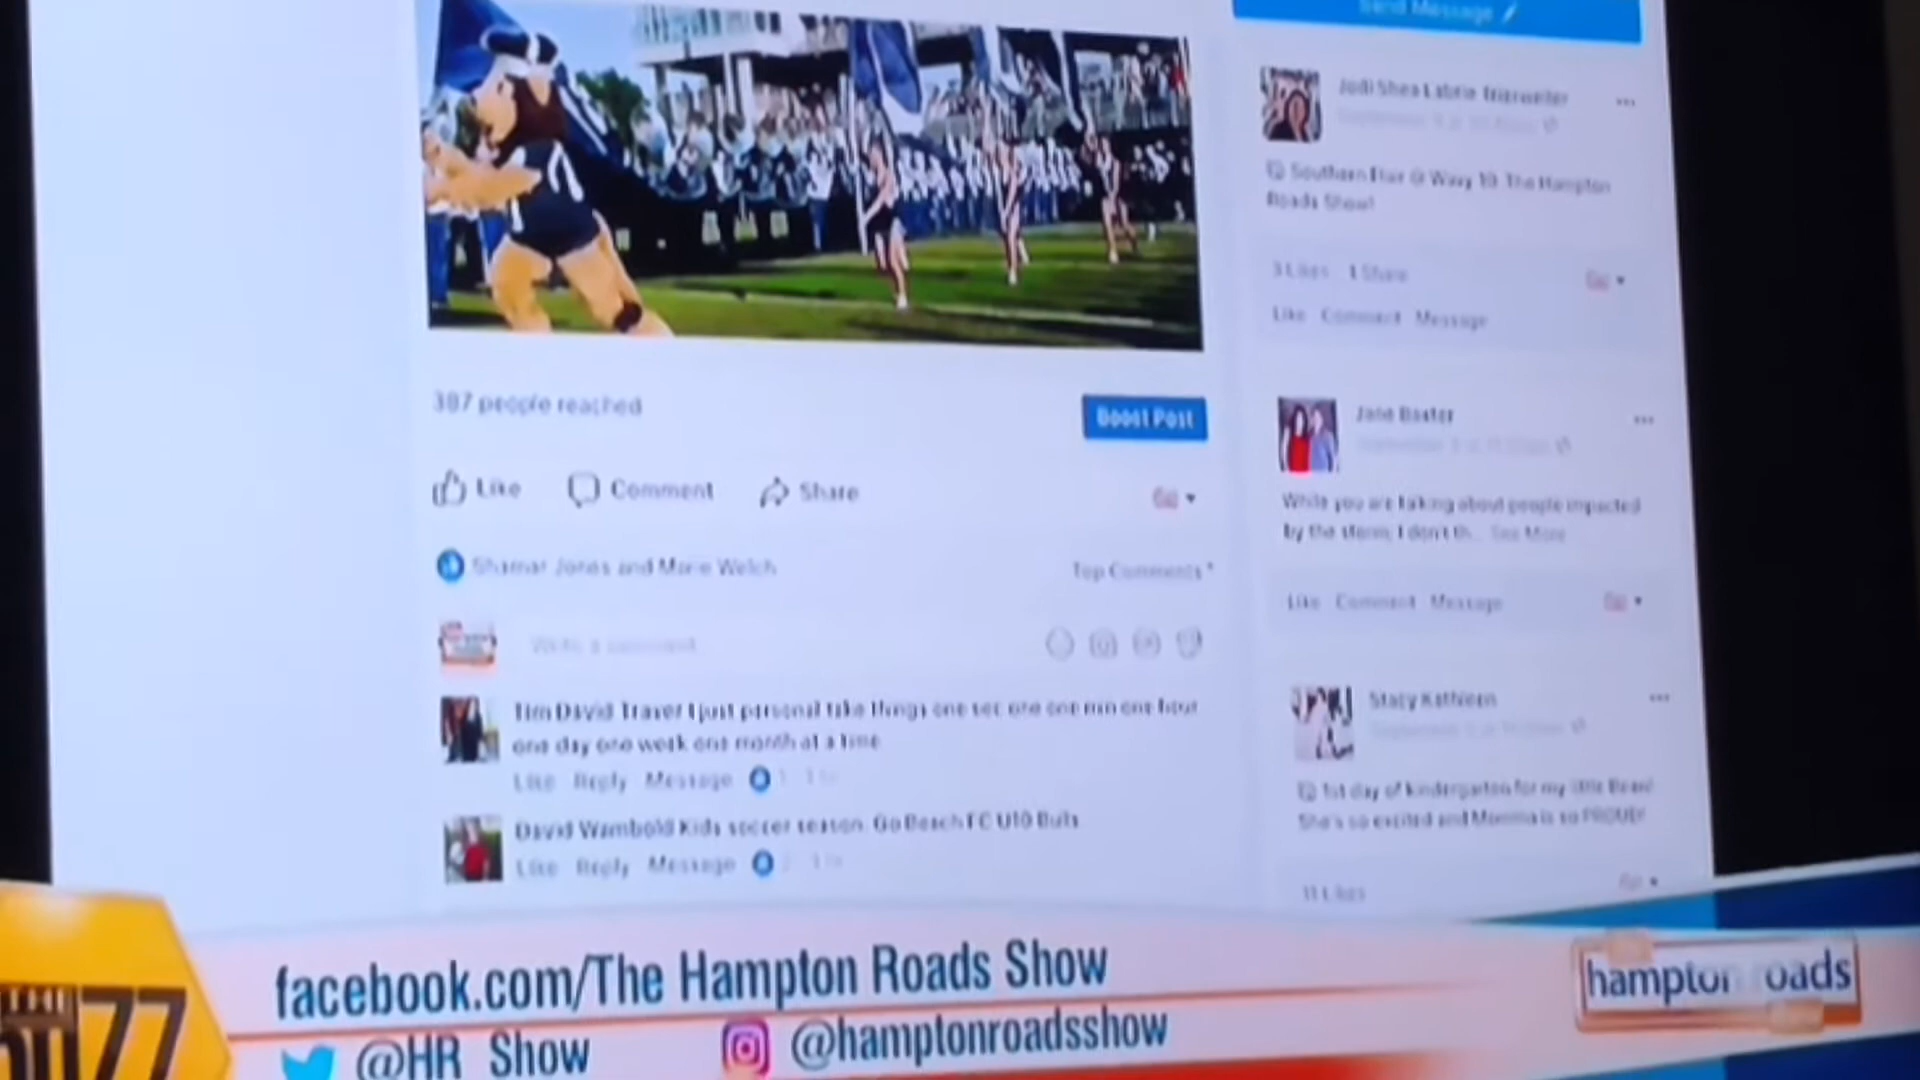 Send Message
Jodi Shea Labrie
Southern Flair @ Wavy 10 The Hampton
Roads Show!
3 Likes 1 Share
Like Comment Message
387 people reached
Boost Post
Like Comment Share
Shamar Jones and Marie Welch
Top Comments
Write a comment
Tim David Traver I just personal take things one sec one one min one hour
one day one week one month at a time
Like Reply Message
David Wambold Kids soccer season. Go Beach FC U10 Bulls
Like Reply Message
Jane Baxter
While you are talking about people impacted
by the storm, I don't th... See More
Like Comment Message
Stacy Kathleen
1st day of kindergarten for my little Bean!
She's so excited and Momma is so PROUD!
11 Likes
facebook.com/The Hampton Roads Show
@HR_Show
@hamptonroadsshow
hampton roads
77